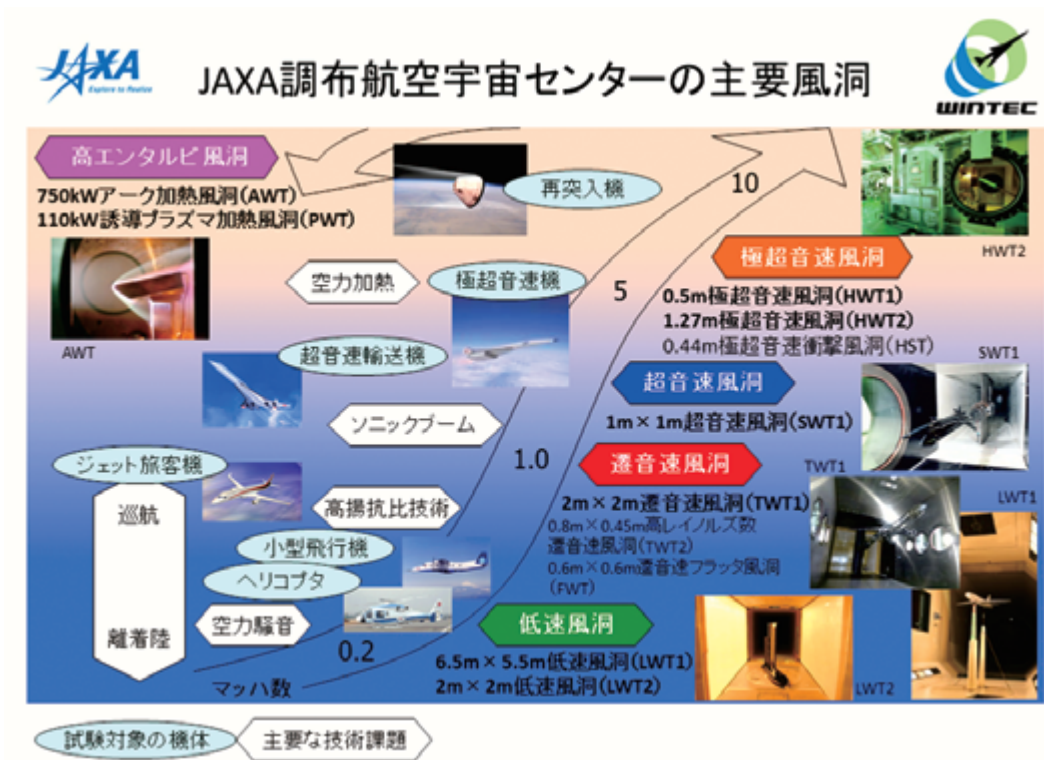 JAXA
Explore to Realize
JAXA調布航空宇宙センターの主要風洞
WINTEC
高エンタルピ風洞
750kWアーク加熱風洞(AWT)
110kW誘導プラズマ加熱風洞(PWT)
AWT
再突入機
10
HWT2
空力加熱
極超音速機
5
極超音速風洞
0.5m極超音速風洞(HWT1)
1.27m極超音速風洞(HWT2)
0.44m極超音速衝撃風洞(HST)
超音速輸送機
SWT1
超音速風洞
1m×1m超音速風洞(SWT1)
ソニックブーム
1.0
遷音速風洞
TWT1
2m×2m遷音速風洞(TWT1)
0.8m×0.45m高レイノルズ数
遷音速風洞(TWT2)
0.6m×0.6m遷音速フラッタ風洞
(FWT)
LWT1
ジェット旅客機
巡航
離着陸
高揚抗比技術
小型飛行機
ヘリコプタ
空力騒音
0.2
マッハ数
低速風洞
6.5m×5.5m低速風洞(LWT1)
2m×2m低速風洞(LWT2)
LWT2
試験対象の機体
主要な技術課題